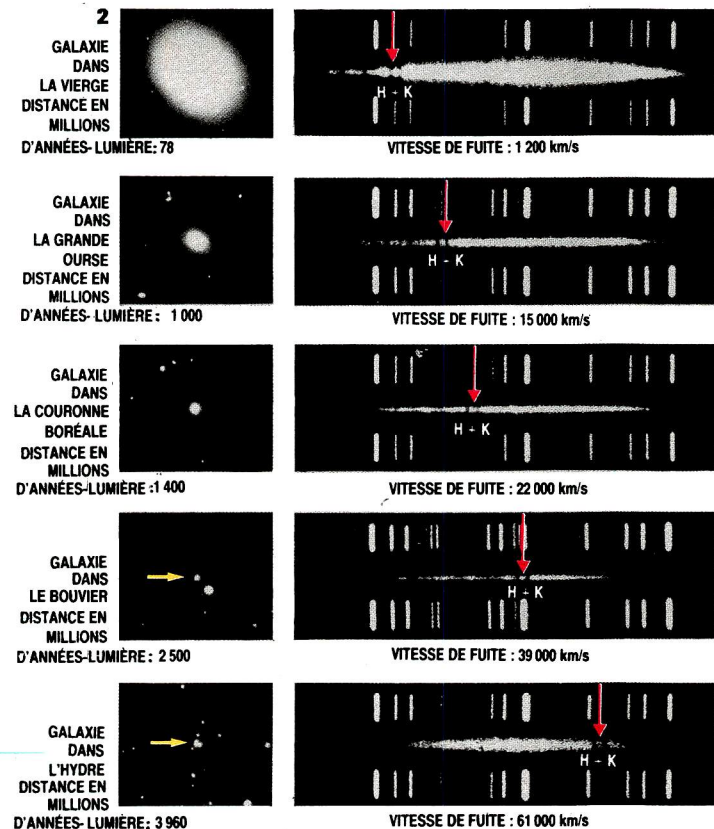 2
GALAXIE
DANS
LA VIERGE
DISTANCE EN
MILLIONS
D'ANNÉES-LUMIÈRE: 78
H - K
VITESSE DE FUITE : 1 200 km/s
GALAXIE
DANS
LA GRANDE
OURSE
DISTANCE EN
MILLIONS
D'ANNÉES-LUMIÈRE : 1 000
H - K
VITESSE DE FUITE : 15 000 km/s
GALAXIE
DANS
LA COURONNE
BORÉALE
DISTANCE EN
MILLIONS
D'ANNÉES-LUMIÈRE :1 400
H - K
VITESSE DE FUITE : 22 000 km/s
GALAXIE
DANS
LE BOUVIER
DISTANCE EN
MILLIONS
D'ANNÉES-LUMIÈRE : 2 500
H - K
VITESSE DE FUITE : 39 000 km/s
GALAXIE
DANS
L'HYDRE
DISTANCE EN
MILLIONS
D'ANNÉES-LUMIÈRE: 3 960
H - K
VITESSE DE FUITE : 61 000 km/s